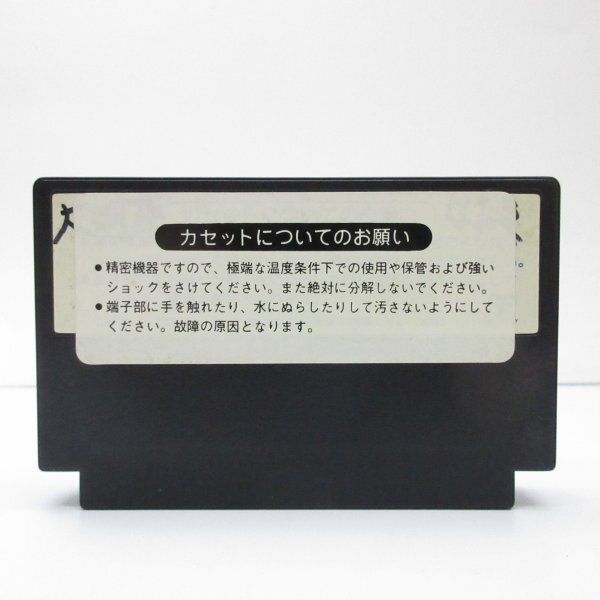 カセットについてのお願い
●精密機器ですので、極端な温度条件下での使用や保管および強い
ショックをさけてください。また絶対に分解しないでください。
●端子部に手を触れたり、水にぬらしたりして汚さないようにして
ください。故障の原因となります。